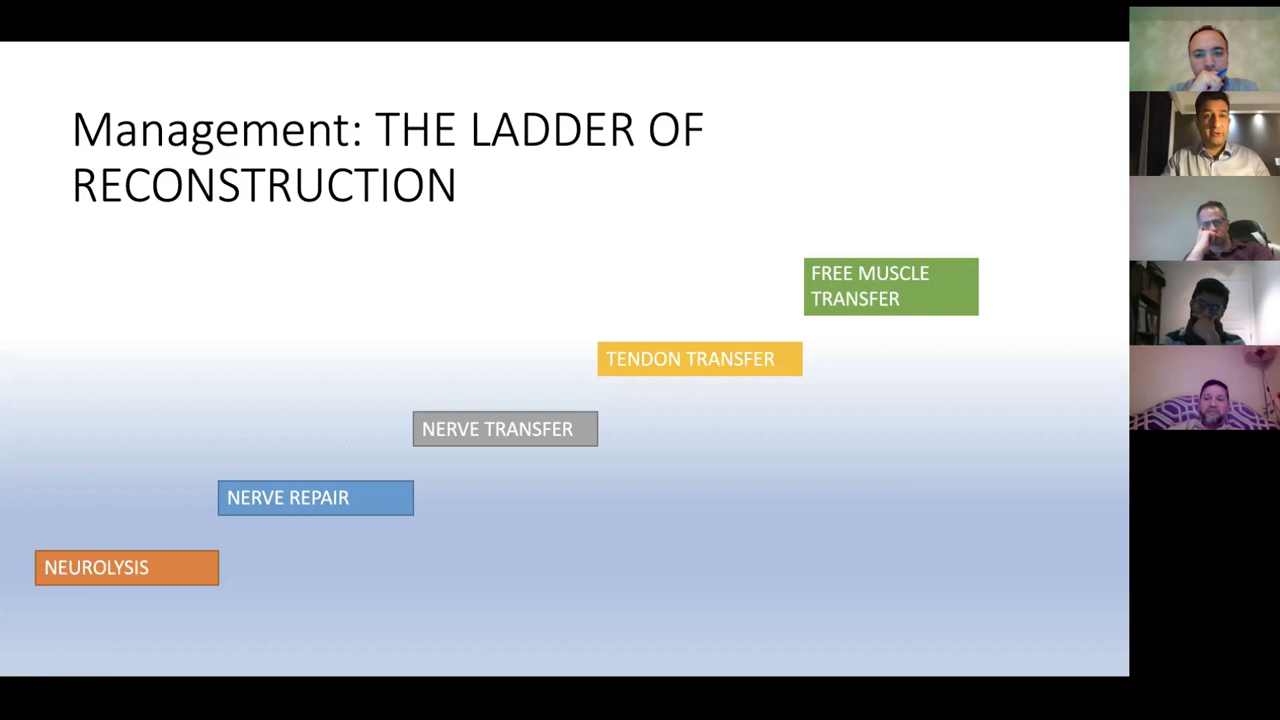 Management: THE LADDER OF
RECONSTRUCTION
FREE MUSCLE
TRANSFER
TENDON TRANSFER
NERVE TRANSFER
NERVE REPAIR
NEUROLYSIS